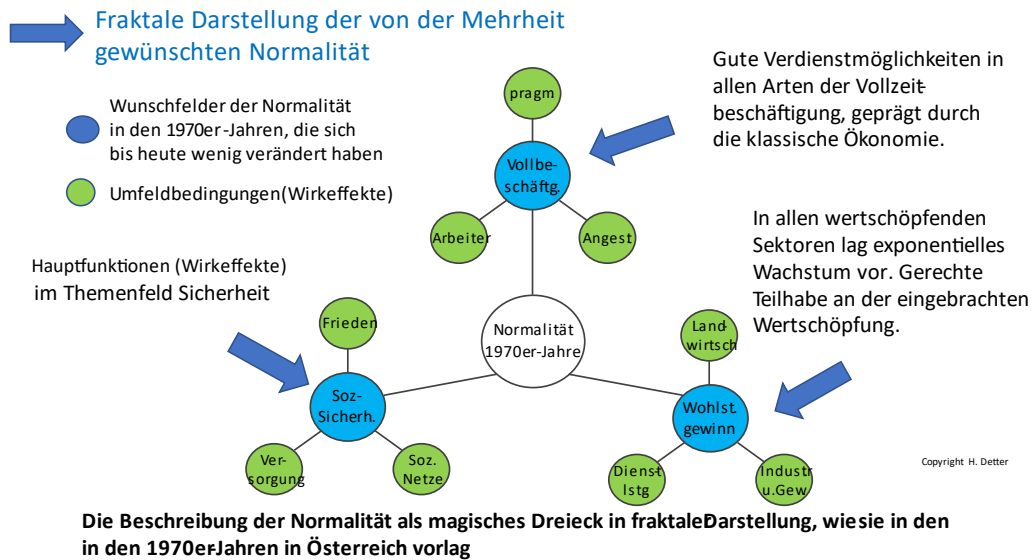 Fraktale Darstellung der von der Mehrheit
gewünschten Normalität
Wunschfelder der Normalität
in den 1970er-Jahren, die sich
bis heute wenig verändert haben
Umfeldbedingungen(Wirkeffekte)
Hauptfunktionen (Wirkeffekte)
im Themenfeld Sicherheit
Gute Verdienstmöglichkeiten in
allen Arten der Vollzeit-
beschäftigung, geprägt durch
die klassische Ökonomie.
In allen wertschöpfenden
Sektoren lag exponentielles
Wachstum vor. Gerechte
Teilhabe an der eingebrachten
Wertschöpfung.
pragm
Vollbe-
schäftg.
Arbeiter
Angest
Normalität
1970er-Jahre
Frieden
Soz-
Sicherh.
Ver-
sorgung
Soz.
Netze
Land-
wirtsch
Wohlst.
gewinn
Dienst-
lstg
Industr
u.Gew
Copyright H. Detter
Die Beschreibung der Normalität als magisches Dreieck in fraktaler Darstellung, wiesie in den
in den 1970er-Jahren in Österreich vorlag